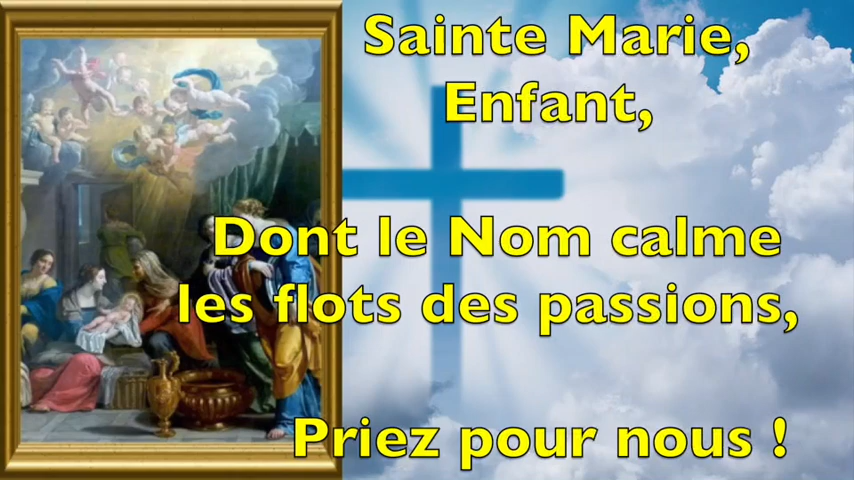 Sainte Marie,
Enfant,
Dont le Nom calme
les flots des passions,
Priez pour nous !